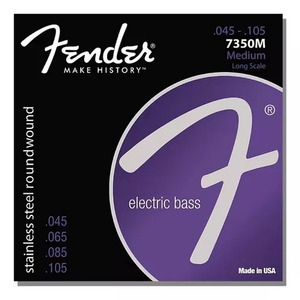 Fender
MAKE HISTORY™
.045 - .105
7350M
Medium
Long Scale
F®
electric bass
stainless steel roundwound
.045
.065
.085
.105
Made in USA